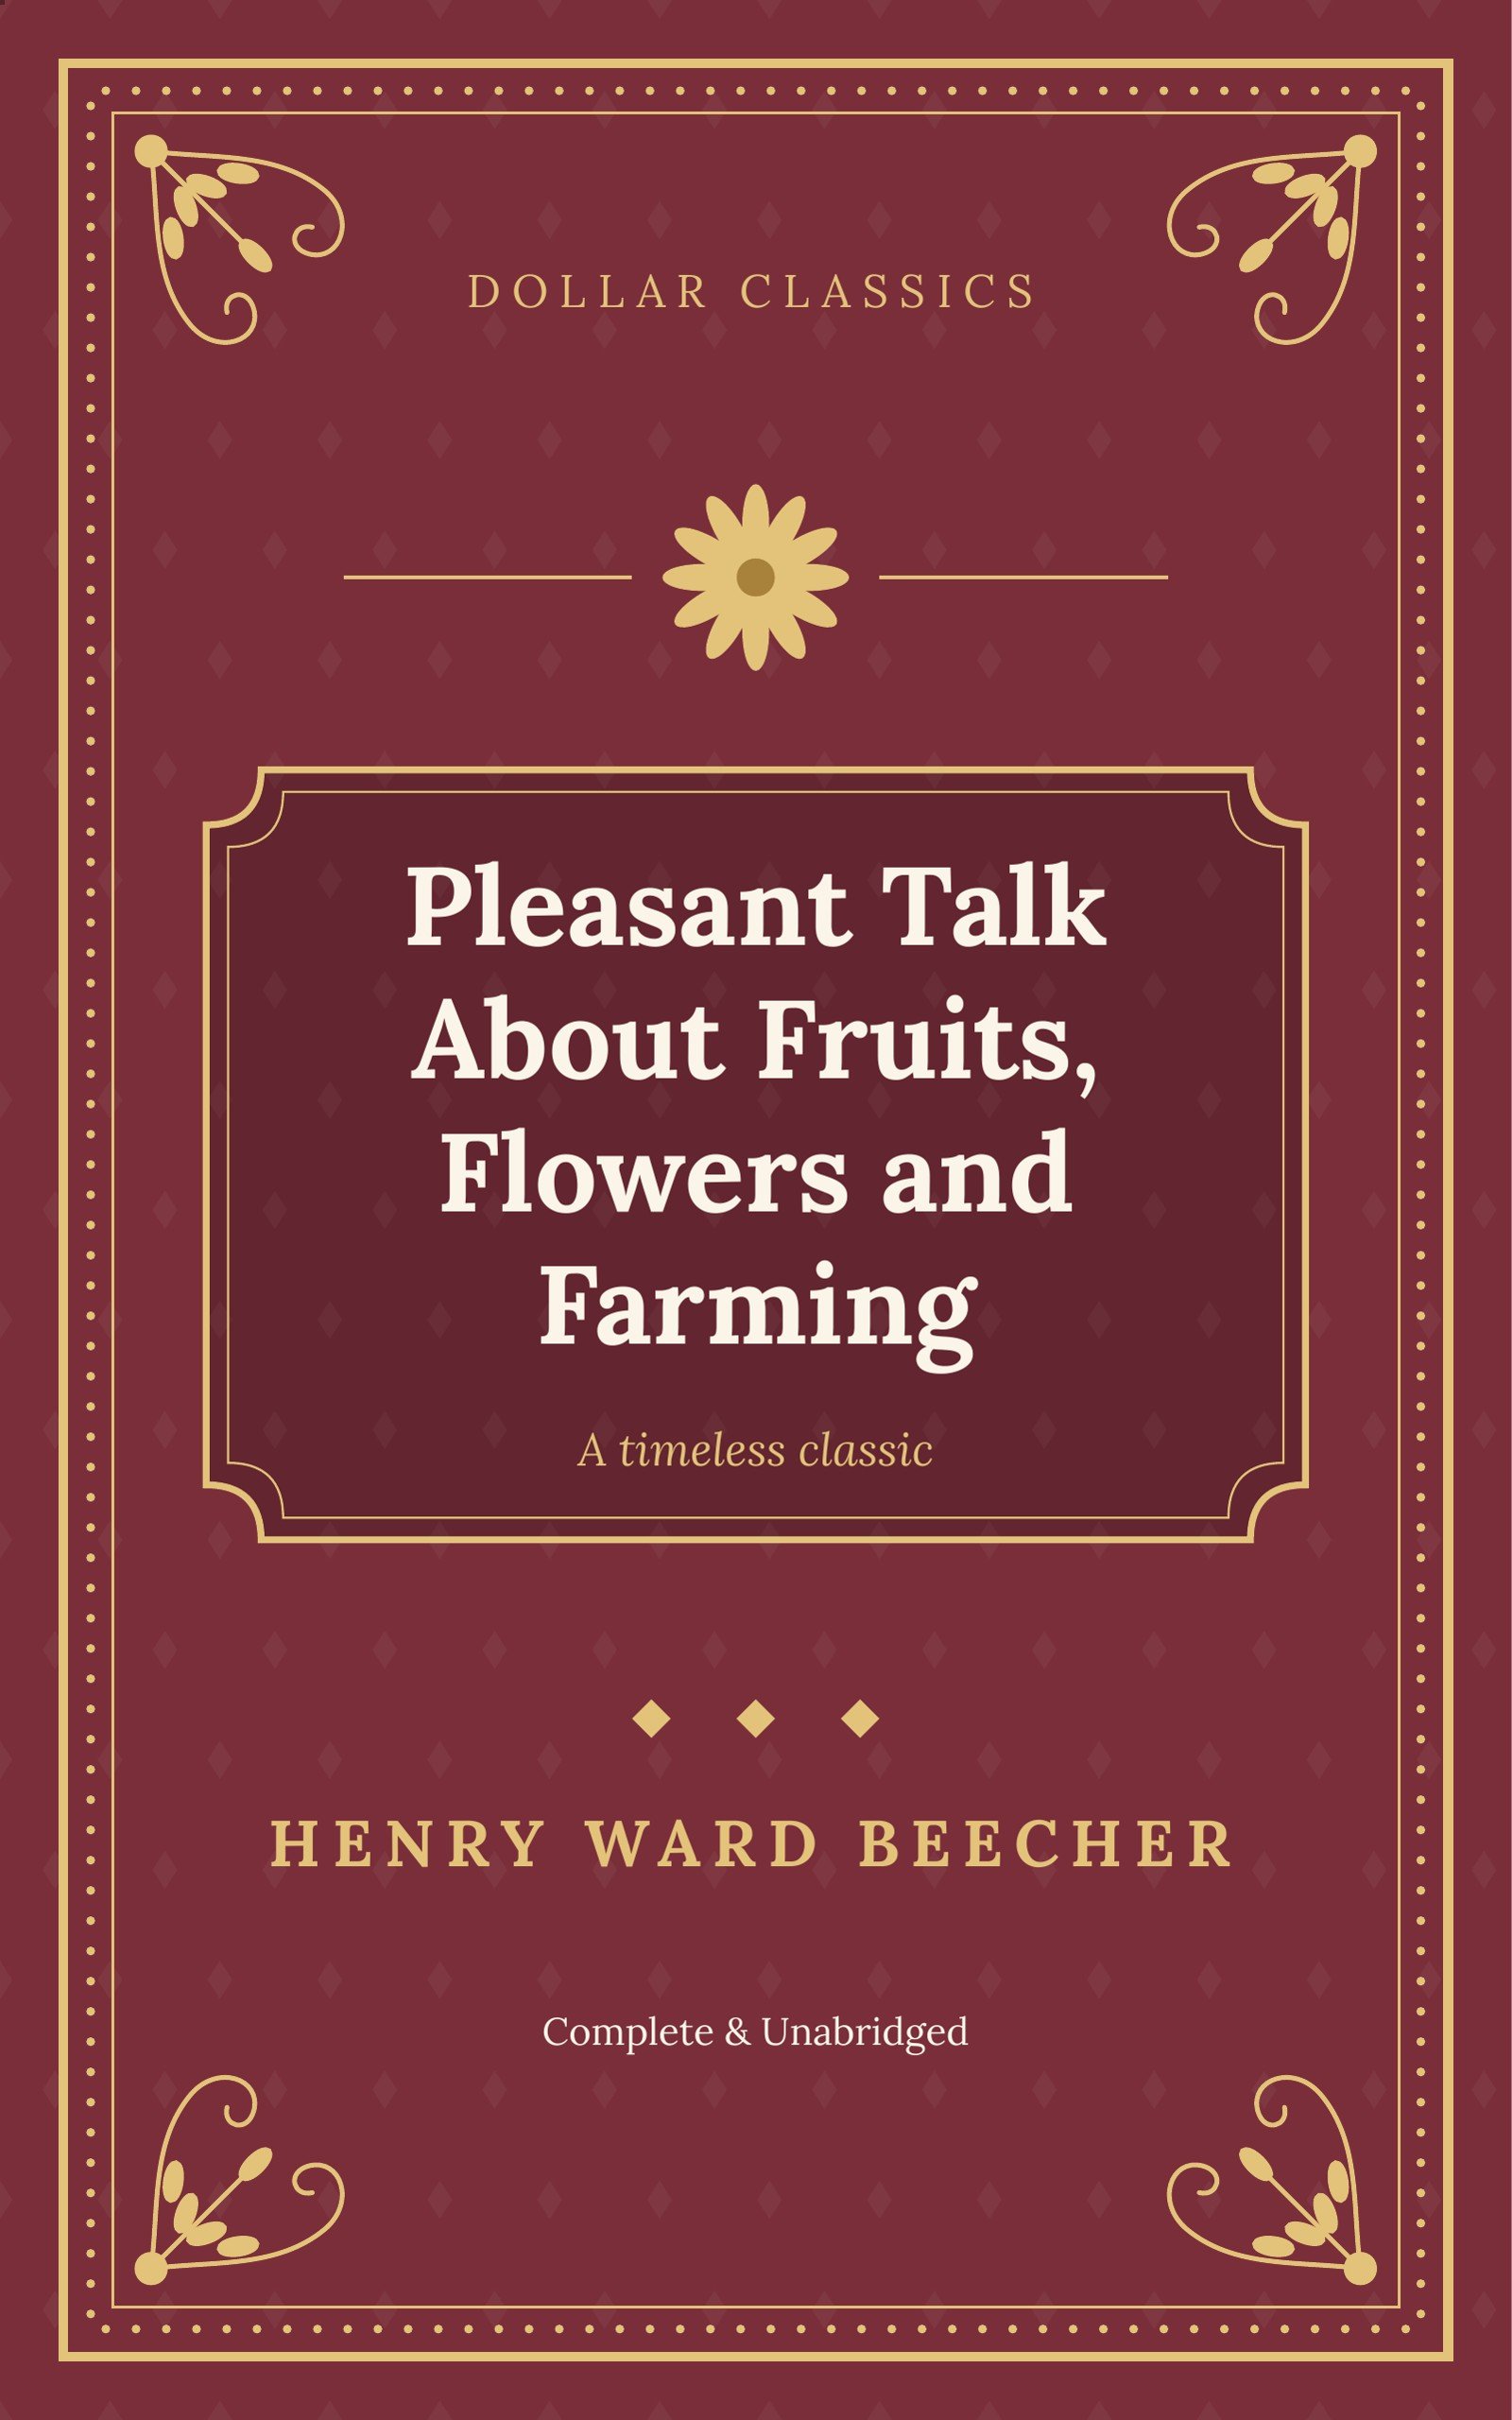 DOLLAR CLASSICS
Pleasant Talk
About Fruits,
Flowers and
Farming
A timeless classic
HENRY WARD BEECHER
Complete & Unabridged